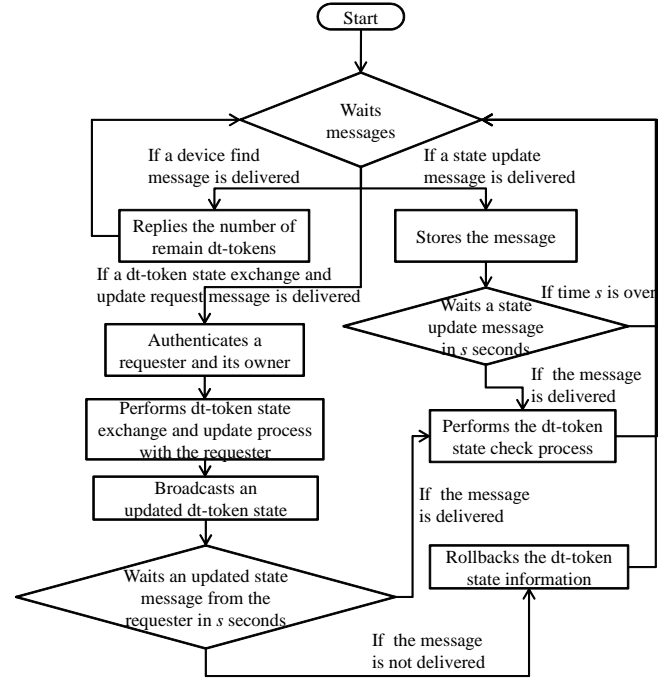 Start
Waits
messages
If a device find
message is delivered
If a state update
message is delivered
Replies the number of
remain dt-tokens
Stores the message
If a dt-token state exchange and
update request message is delivered
If time s is over
Waits a state
update message
in s seconds
Authenticates a
requester and its owner
If the message
is delivered
Performs dt-token state
exchange and update process
with the requester
Performs the dt-token
state check process
Broadcasts an
updated dt-token state
If the message
is delivered
Waits an updated state
message from the
requester in s seconds
Rollbacks the dt-token
state information
If the message
is not delivered